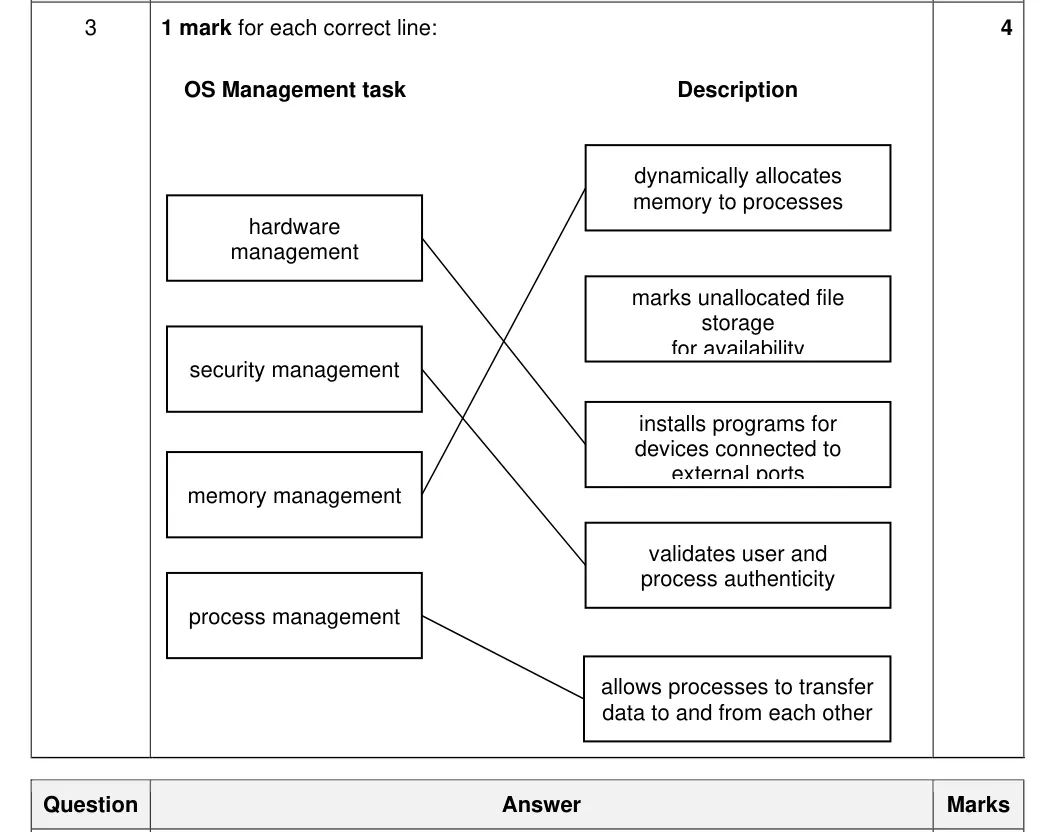 3
1 mark for each correct line:
4
OS Management task
Description
hardware
management
security management
memory management
process management
dynamically allocates
memory to processes
marks unallocated file
storage
for availability
installs programs for
devices connected to
external ports
validates user and
process authenticity
allows processes to transfer
data to and from each other
Question
Answer
Marks